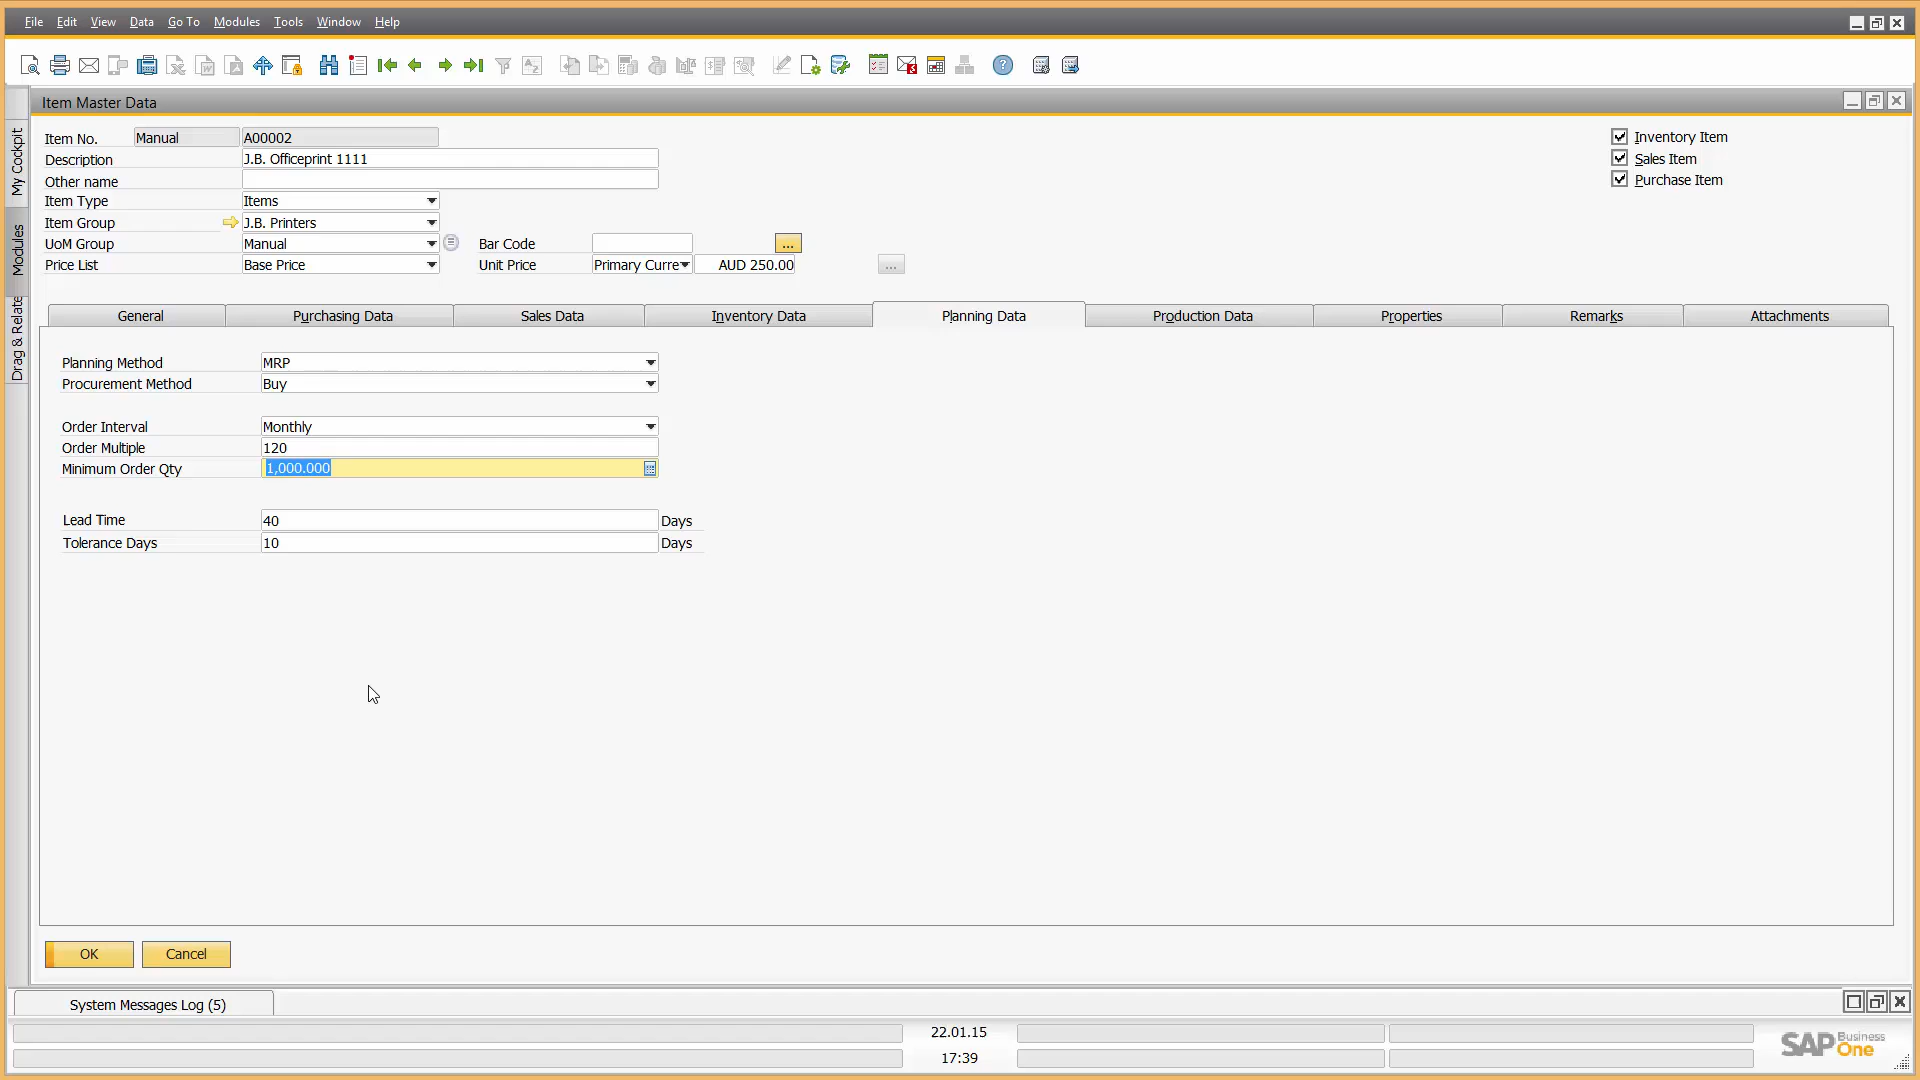 File Edit View Data Go To Modules Tools Window Help
Item Master Data
My Cockpit
Modules
Drag & Relate
Item No. Manual A00002
Inventory Item
Description J.B. Officeprint 1111
Sales Item
Other name
Purchase Item
Item Type Items
Item Group J.B. Printers
UoM Group Manual Bar Code ...
Price List Base Price Unit Price Primary Curre AUD 250.00 ...
General Purchasing Data Sales Data Inventory Data Planning Data Production Data Properties Remarks Attachments
Planning Method MRP
Procurement Method Buy
Order Interval Monthly
Order Multiple 120
Minimum Order Qty 1,000.000
Lead Time 40 Days
Tolerance Days 10 Days
OK Cancel
System Messages Log (5)
22.01.15
17:39
SAP Business One